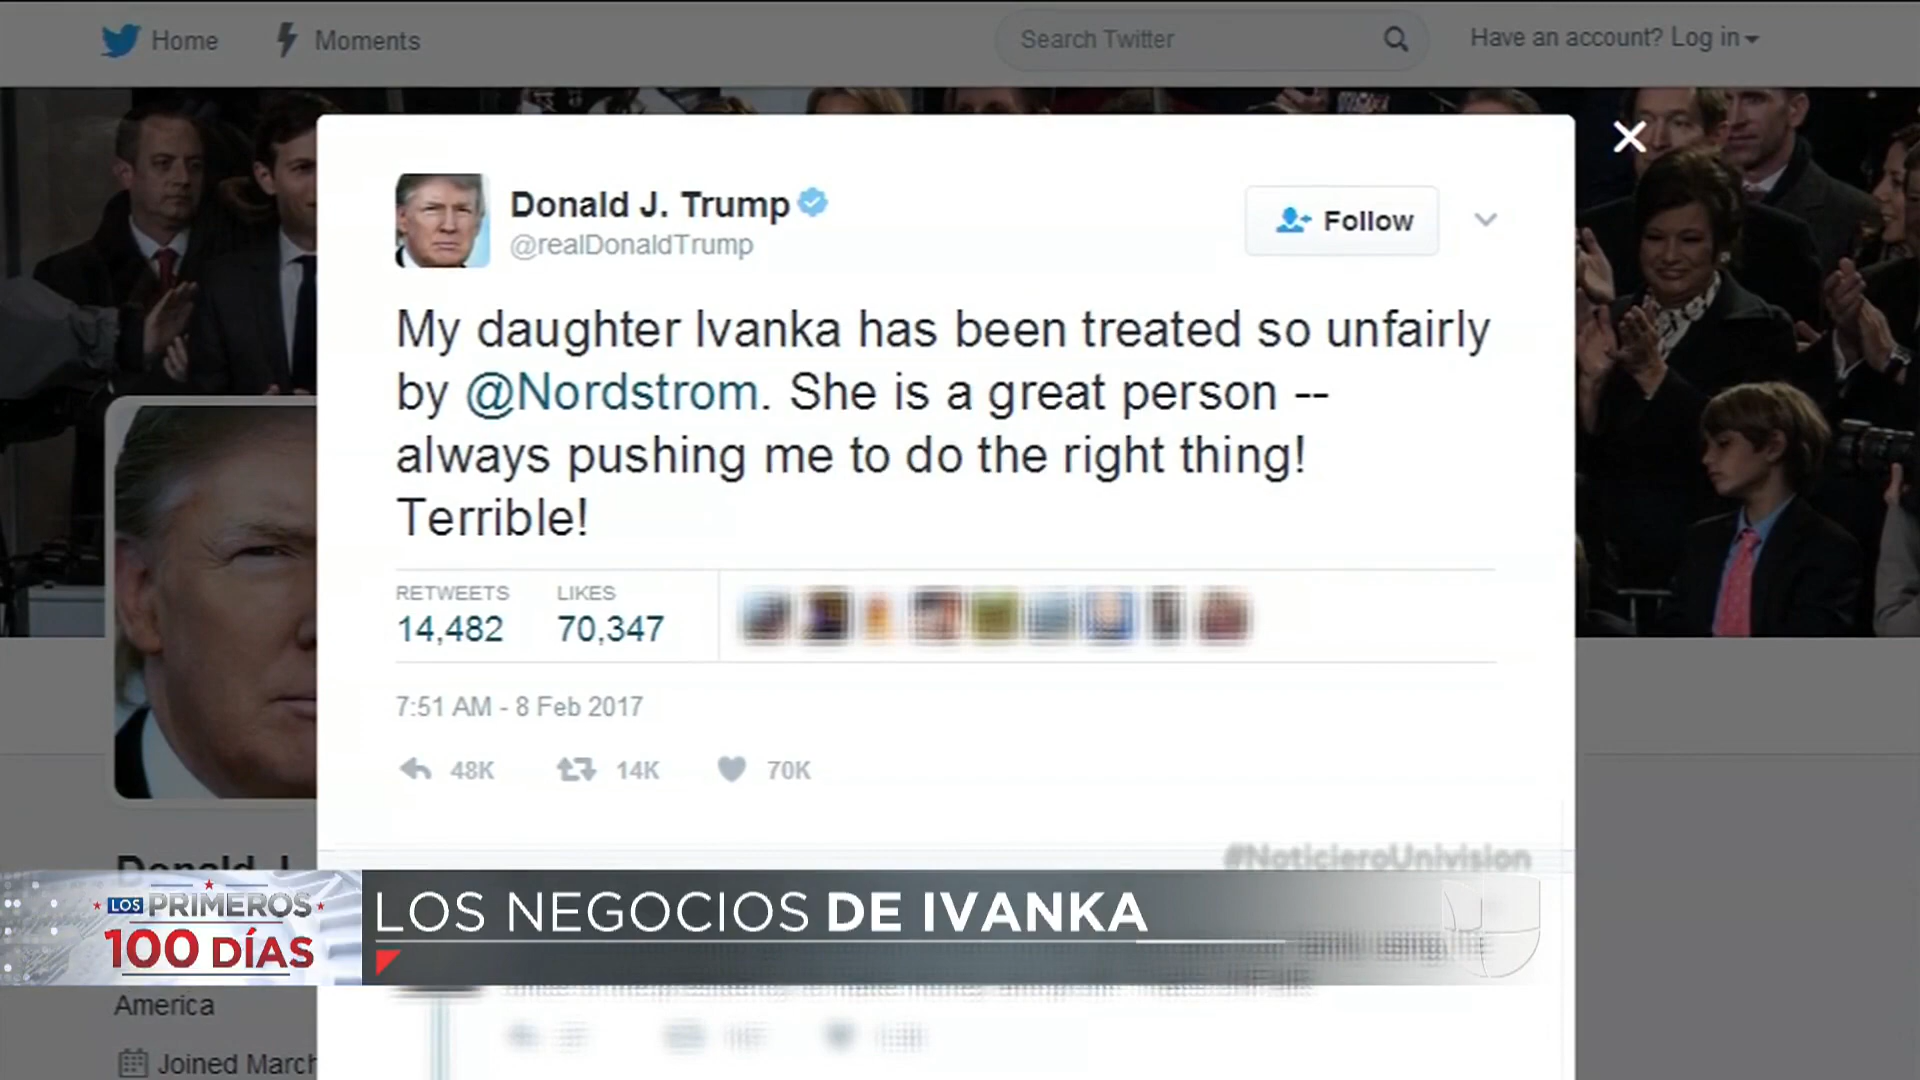 Home
Moments
Search Twitter
Have an account? Log in
Donald J. Trump
@realDonaldTrump
Follow
My daughter Ivanka has been treated so unfairly
by @Nordstrom. She is a great person --
always pushing me to do the right thing!
Terrible!
RETWEETS
LIKES
14,482
70,347
7:51 AM - 8 Feb 2017
48K
14K
70K
#NoticieroUnivision
Donald J.
LOS PRIMEROS
100 DÍAS
LOS NEGOCIOS DE IVANKA
America
Joined March